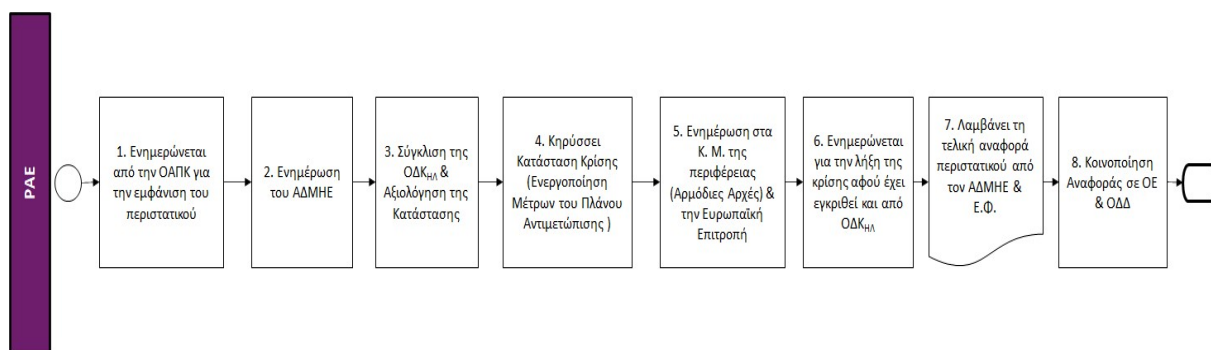 ΡΑΕ
1. Ενημερώνεται
από την ΟΑΠΚ για
την εμφάνιση του
περιστατικού
2. Ενημέρωση
του ΑΔΜΗΕ
3. Σύγκλιση της
ΟΔΚΗΛ &
Αξιολόγηση της
Κατάστασης
4. Κηρύσσει
Κατάσταση Κρίσης
(Ενεργοποίηση
Μέτρων του Πλάνου
Αντιμετώπισης )
5. Ενημέρωση στα
Κ. Μ. της
περιφέρειας
(Αρμόδιες Αρχές) &
την Ευρωπαΐκή
Επιτροπή
6. Ενημερώνεται
για την λήξη της
κρίσης αφού έχει
εγκριθεί και από
ΟΔΚΗΛ
7. Λαμβάνει τη
τελική αναφορά
περιστατικού από
τον ΑΔΜΗΕ &
Ε.Φ.
8. Κοινοποίηση
Αναφοράς σε ΟΕ
& ΟΔΔ